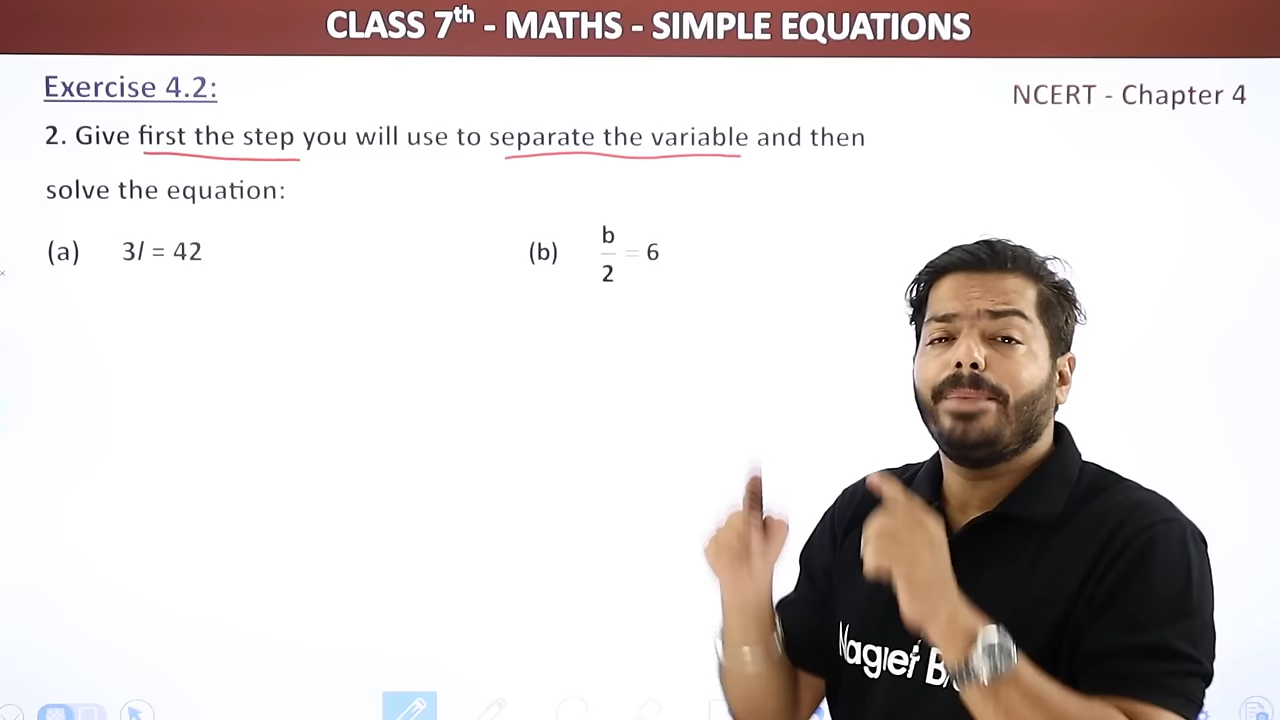 CLASS 7th - MATHS - SIMPLE EQUATIONS
Exercise 4.2:
NCERT - Chapter 4
2. Give first the step you will use to separate the variable and then
solve the equation:
(a) 3l = 42
(b) b/2 = 6